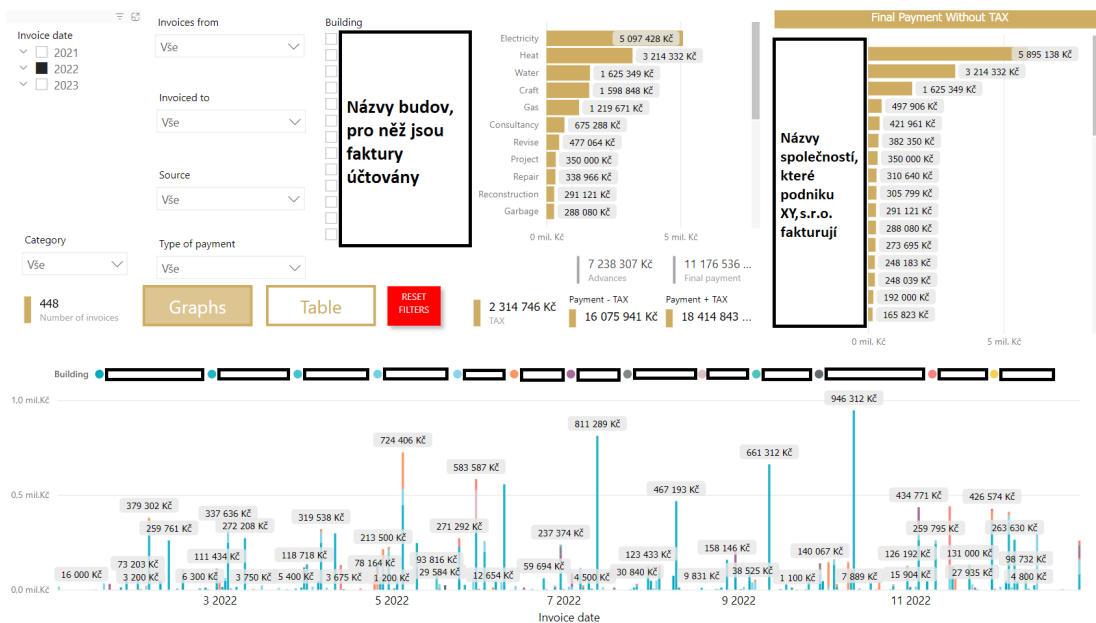 Invoice date
2021
2022
2023
Invoices from
Vše
Invoiced to
Vše
Source
Vše
Category
Vše
Type of payment
Vše
Building
Názvy budov,
pro něž jsou
faktury
účtovány
Electricity 5 097 428 Kč
Heat 3 214 332 Kč
Water 1 625 349 Kč
Craft 1 598 848 Kč
Gas 1 219 671 Kč
Consultancy 675 288 Kč
Revise 477 064 Kč
Project 350 000 Kč
Repair 338 966 Kč
Reconstruction 291 121 Kč
Garbage 288 080 Kč
0 mil. Kč 5 mil. Kč
7 238 307 Kč
Advances
11 176 536 ...
Final payment
448
Number of invoices
Graphs
Table
RESET
FILTERS
2 314 746 Kč
TAX
Payment - TAX
16 075 941 Kč
Payment + TAX
18 414 843 ...
Final Payment Without TAX
Názvy
společností,
které
podniku
XY,s.r.o.
fakturují
5 895 138 Kč
3 214 332 Kč
1 625 349 Kč
497 906 Kč
421 961 Kč
382 350 Kč
350 000 Kč
310 640 Kč
305 799 Kč
291 121 Kč
288 080 Kč
273 695 Kč
248 183 Kč
248 039 Kč
192 000 Kč
165 823 Kč
0 mil. Kč 5 mil. Kč
Building
1,0 mil.Kč
0,5 mil.Kč
0,0 mil.Kč
946 312 Kč
811 289 Kč
724 406 Kč
661 312 Kč
583 587 Kč
467 193 Kč
434 771 Kč
426 574 Kč
379 302 Kč
337 636 Kč
319 538 Kč
259 761 Kč
272 208 Kč
213 500 Kč
271 292 Kč
237 374 Kč
259 795 Kč
263 630 Kč
111 434 Kč
118 718 Kč
123 433 Kč
158 146 Kč
140 067 Kč
126 192 Kč
131 000 Kč
73 203 Kč
78 164 Kč
93 816 Kč
59 694 Kč
98 732 Kč
16 000 Kč
3 200 Kč
6 300 Kč
3 750 Kč
5 400 Kč
3 675 Kč
1 200 Kč
29 584 Kč
12 654 Kč
4 500 Kč
30 840 Kč
9 831 Kč
38 525 Kč
1 100 Kč
7 889 Kč
15 904 Kč
27 935 Kč
4 800 Kč
3 2022 5 2022 7 2022 9 2022 11 2022
Invoice date